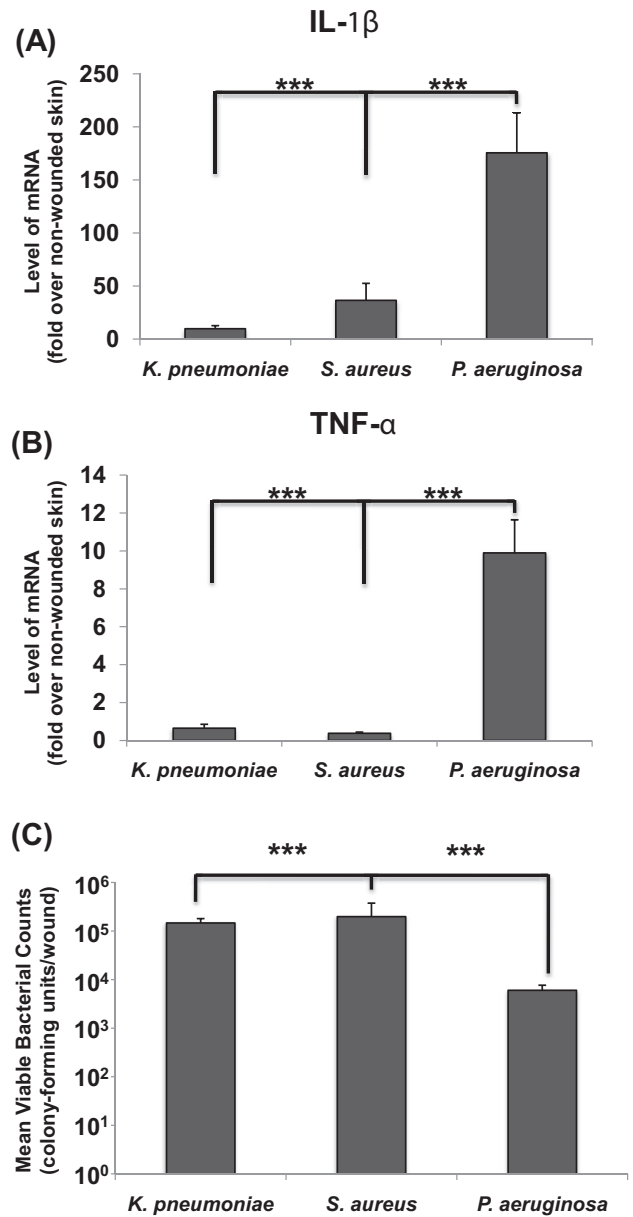 (A)
IL-1β
Level of mRNA
(fold over non-wounded skin)
250
200
150
100
50
0
***
***
K. pneumoniae
S. aureus
P. aeruginosa
(B)
TNF-α
Level of mRNA
(fold over non-wounded skin)
14
12
10
8
6
4
2
0
***
***
K. pneumoniae
S. aureus
P. aeruginosa
(C)
Mean Viable Bacterial Counts
(colony-forming units/wound)
10⁶
10⁵
10⁴
10³
10²
10¹
10⁰
***
***
K. pneumoniae
S. aureus
P. aeruginosa